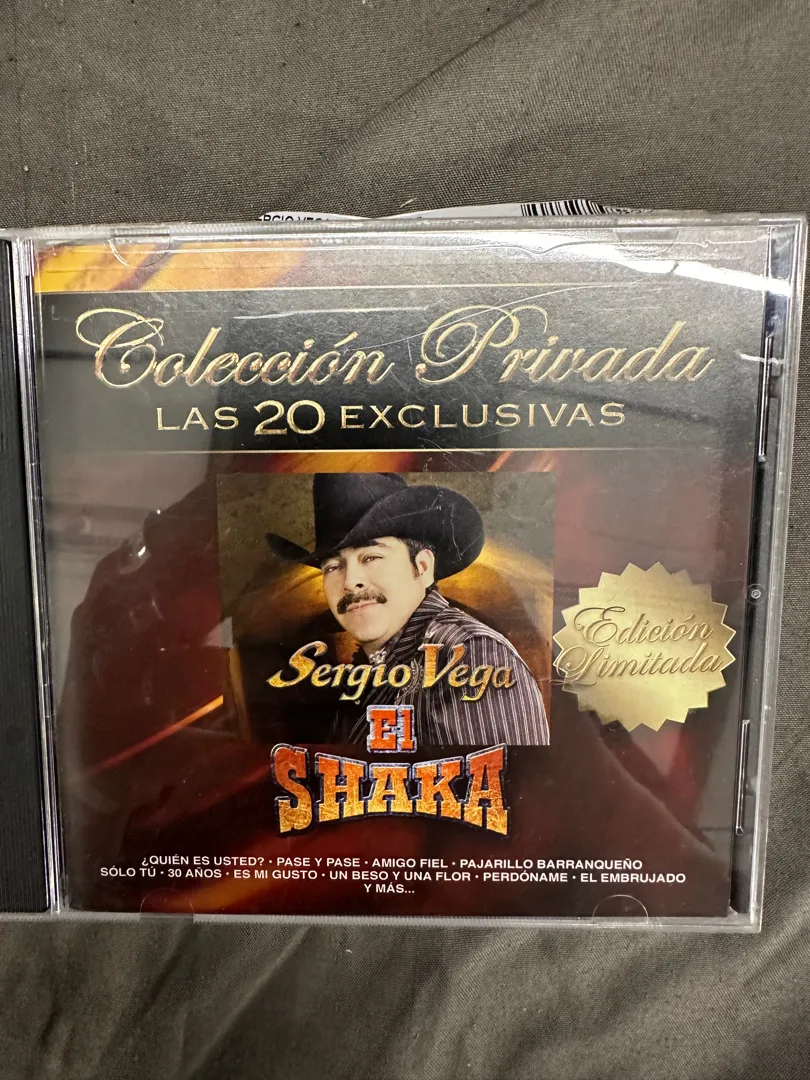 Colección Privada
LAS 20 EXCLUSIVAS
Edición
Limitada
Sergio Vega
El
SHAKA
¿QUIÉN ES USTED? • PASE Y PASE • AMIGO FIEL • PAJARILLO BARRANQUEÑO
SÓLO TÚ • 30 AÑOS • ES MI GUSTO • UN BESO Y UNA FLOR • PERDÓNAME • EL EMBRUJADO
Y MÁS...